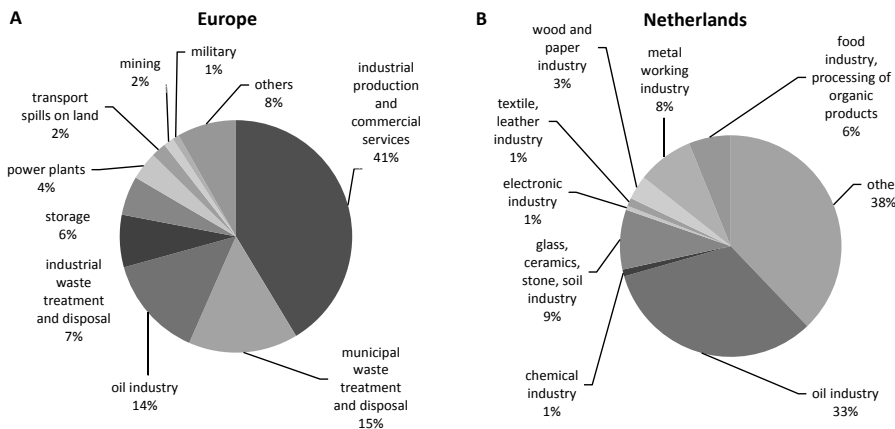 A
Europe
military
1%
mining
2%
others
8%
industrial
production
and
commercial
services
41%
transport
spills on land
2%
power plants
4%
storage
6%
industrial
waste
treatment
and disposal
7%
oil industry
14%
municipal
waste
treatment
and disposal
15%
B
Netherlands
wood and
paper
industry
3%
metal
working
industry
8%
food
industry,
processing of
organic
products
6%
textile,
leather
industry
1%
electronic
industry
1%
othe
38%
glass,
ceramics,
stone, soil
industry
9%
chemical
industry
1%
oil industry
33%